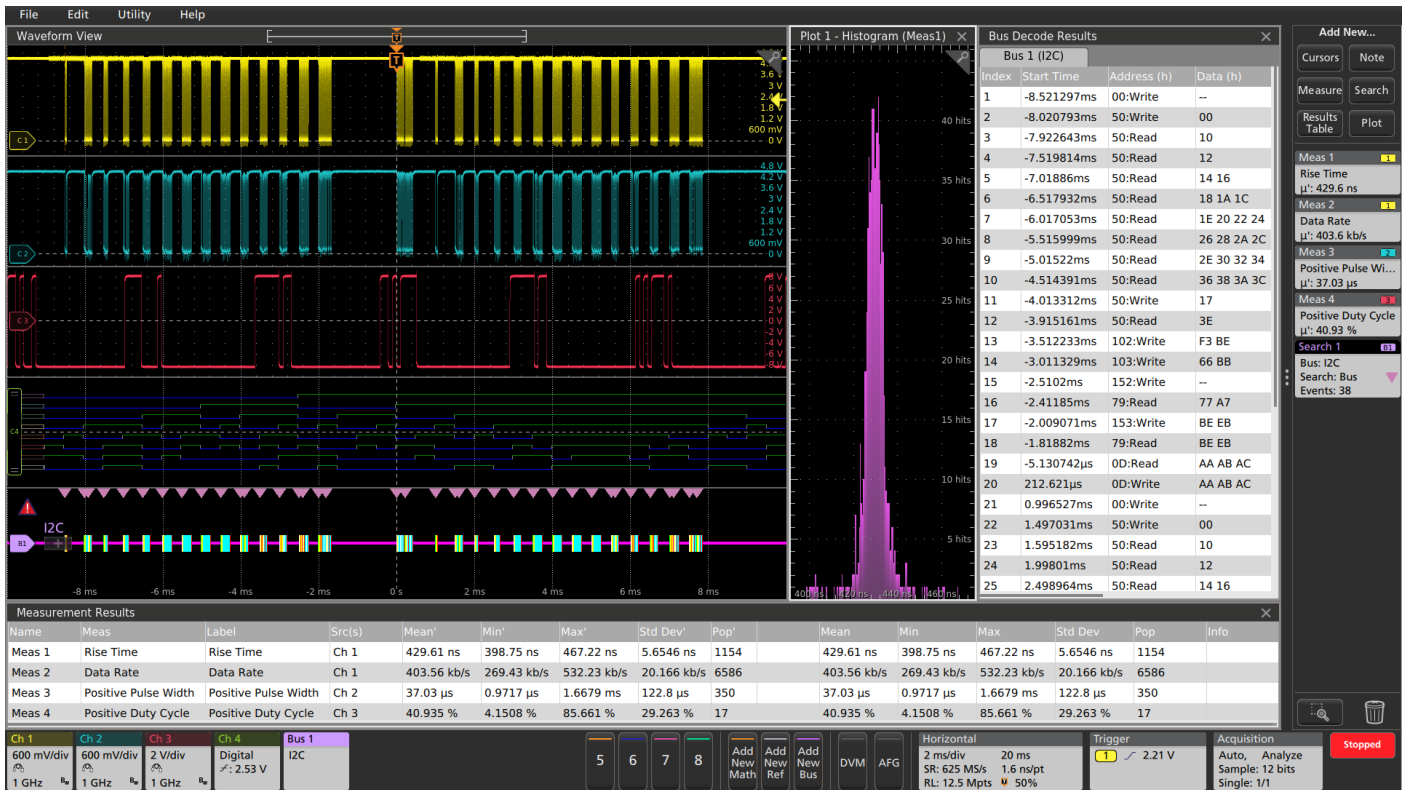 File Edit Utility Help
Waveform View
T
T
3.6 V
3 V
1.8 V
1.2 V
600 mV
0 V
C1
4.8 V
4.2 V
3.6 V
3 V
2.4 V
1.8 V
1.2 V
600 mV
0 V
C2
8 V
6 V
4 V
2 V
0 V
-2 V
-4 V
-6 V
-8 V
C3
C4
I2C
B1
-8 ms -6 ms -4 ms -2 ms 0 s 2 ms 4 ms 6 ms 8 ms
Plot 1 - Histogram (Meas1)
40 hits
35 hits
30 hits
25 hits
20 hits
15 hits
10 hits
5 hits
400 ns 420 ns 440 ns 460 ns
Bus Decode Results
Bus 1 (I2C)
Index Start Time Address (h) Data (h)
1 -8.521297ms 00:Write --
2 -8.020793ms 50:Write 00
3 -7.922643ms 50:Read 10
4 -7.519814ms 50:Read 12
5 -7.01886ms 50:Read 14 16
6 -6.517932ms 50:Read 18 1A 1C
7 -6.017053ms 50:Read 1E 20 22 24
8 -5.515999ms 50:Read 26 28 2A 2C
9 -5.01522ms 50:Read 2E 30 32 34
10 -4.514391ms 50:Read 36 38 3A 3C
11 -4.013312ms 50:Write 17
12 -3.915161ms 50:Read 3E
13 -3.512233ms 102:Write F3 BE
14 -3.011329ms 103:Write 66 BB
15 -2.5102ms 152:Write --
16 -2.41185ms 79:Read 77 A7
17 -2.009071ms 153:Write BE EB
18 -1.81882ms 79:Read BE EB
19 -5.130742µs 0D:Read AA AB AC
20 212.621µs 0D:Write AA AB AC
21 0.996527ms 00:Write --
22 1.497031ms 50:Write 00
23 1.595182ms 50:Read 10
24 1.99801ms 50:Read 12
25 2.498964ms 50:Read 14 16
Add New...
Cursors Note
Measure Search
Results Table Plot
Meas 1 1
Rise Time
µ': 429.6 ns
Meas 2 1
Data Rate
µ': 403.6 kb/s
Meas 3 2
Positive Pulse Wi...
µ': 37.03 µs
Meas 4 3
Positive Duty Cycle
µ': 40.93 %
Search 1 B1
Bus: I2C
Search: Bus
Events: 38
Measurement Results
Name Meas Label Src(s) Mean' Min' Max' Std Dev' Pop' Mean Min Max Std Dev Pop Info
Meas 1 Rise Time Rise Time Ch 1 429.61 ns 398.75 ns 467.22 ns 5.6546 ns 1154 429.61 ns 398.75 ns 467.22 ns 5.6546 ns 1154
Meas 2 Data Rate Data Rate Ch 1 403.56 kb/s 269.43 kb/s 532.23 kb/s 20.166 kb/s 6586 403.56 kb/s 269.43 kb/s 532.23 kb/s 20.166 kb/s 6586
Meas 3 Positive Pulse Width Positive Pulse Width Ch 2 37.03 µs 0.9717 µs 1.6679 ms 122.8 µs 350 37.03 µs 0.9717 µs 1.6679 ms 122.8 µs 350
Meas 4 Positive Duty Cycle Positive Duty Cycle Ch 3 40.935 % 4.1508 % 85.661 % 29.263 % 17 40.935 % 4.1508 % 85.661 % 29.263 % 17
Ch 1
600 mV/div
1 GHz
Ch 2
600 mV/div
1 GHz
Ch 3
2 V/div
1 GHz
Ch 4
Digital
: 2.53 V
Bus 1
I2C
5 6 7 8
Add New Math
Add New Ref
Add New Bus
DVM AFG
Horizontal
2 ms/div 20 ms
SR: 625 MS/s 1.6 ns/pt
RL: 12.5 Mpts 50%
Trigger
1 2.21 V
Acquisition
Auto, Analyze
Sample: 12 bits
Single: 1/1
Stopped